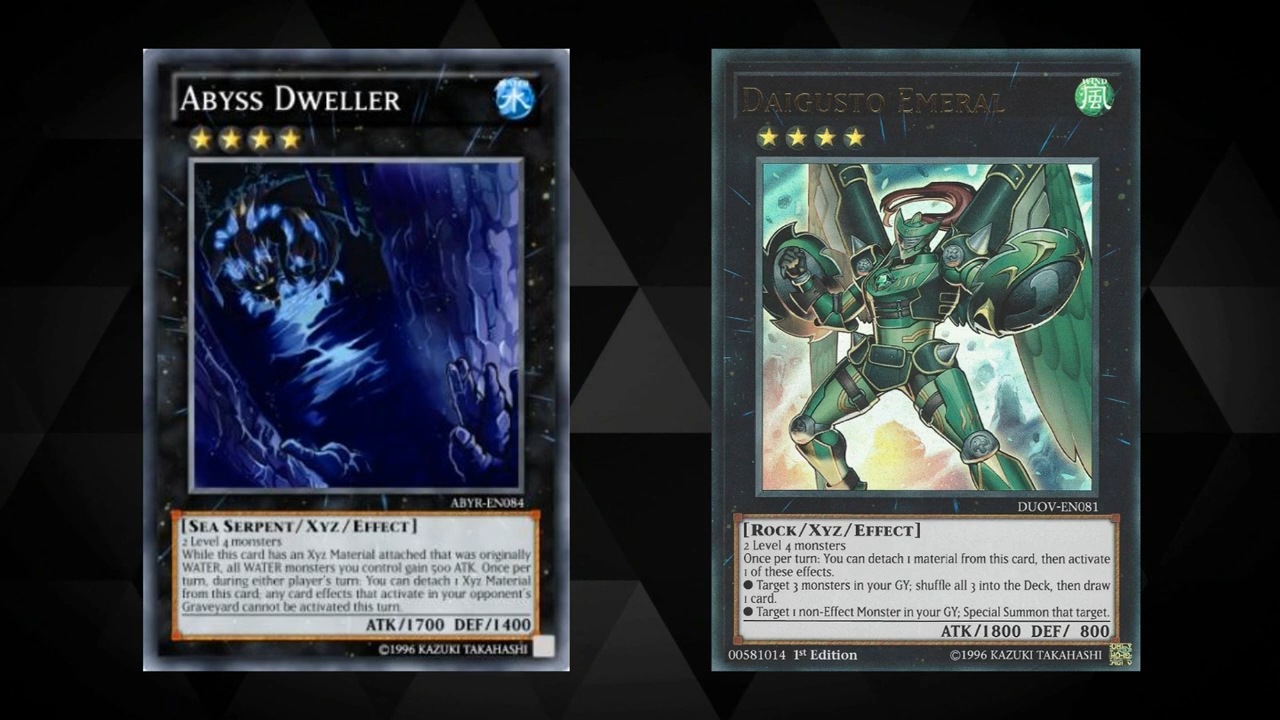 ABYSS DWELLER
水
ABYR-EN084
[SEA SERPENT/XYZ/EFFECT]
2 Level 4 monsters
While this card has an Xyz Material attached that was originally
WATER, all WATER monsters you control gain 500 ATK. Once per
turn, during either player's turn: You can detach 1 Xyz Material
from this card; any card effects that activate in your opponent's
Graveyard cannot be activated this turn.
ATK/1700 DEF/1400
©1996 KAZUKI TAKAHASHI
DAIGUSTO EMERAL
WIND
風
DUOV-EN081
[ROCK/XYZ/EFFECT]
2 Level 4 monsters
Once per turn: You can detach 1 material from this card, then activate
1 of these effects.
● Target 3 monsters in your GY; shuffle all 3 into the Deck, then draw
1 card.
● Target 1 non-Effect Monster in your GY; Special Summon that target.
ATK/1800 DEF/ 800
00581014 1st Edition
©1996 KAZUKI TAKAHASHI